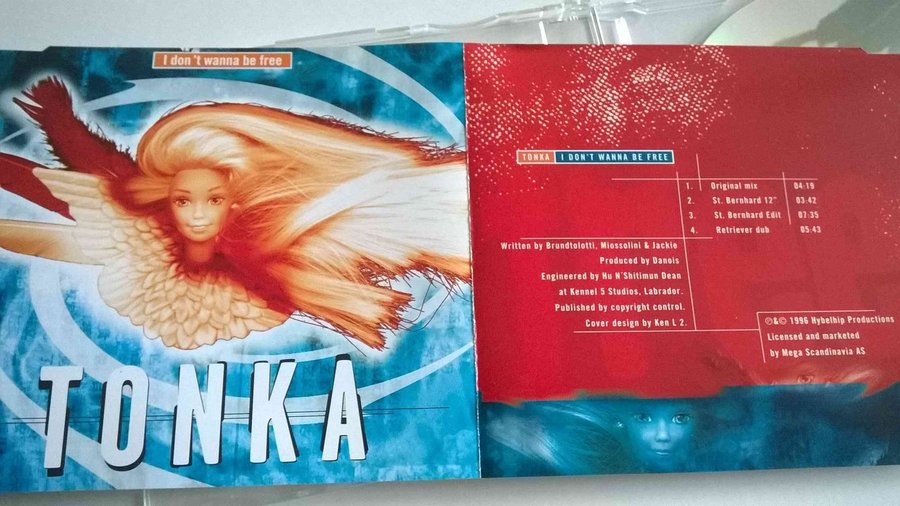 I don't wanna be free
TONKA
TONKA I DON'T WANNA BE FREE
1. Original mix 04:19
2. St. Bernhard 12" 03:42
3. St. Bernhard Edit 07:35
4. Retriever dub 05:43
Written by Brundtolotti, Miossolini & Jackie
Produced by Danois
Engineered by Hu N'Shitimun Dean
at Kennel 5 Studios, Labrador.
Published by copyright control.
Cover design by Ken L 2.
℗&© 1996 Hybelhip Productions
Licensed and marketed
by Mega Scandinavia AS